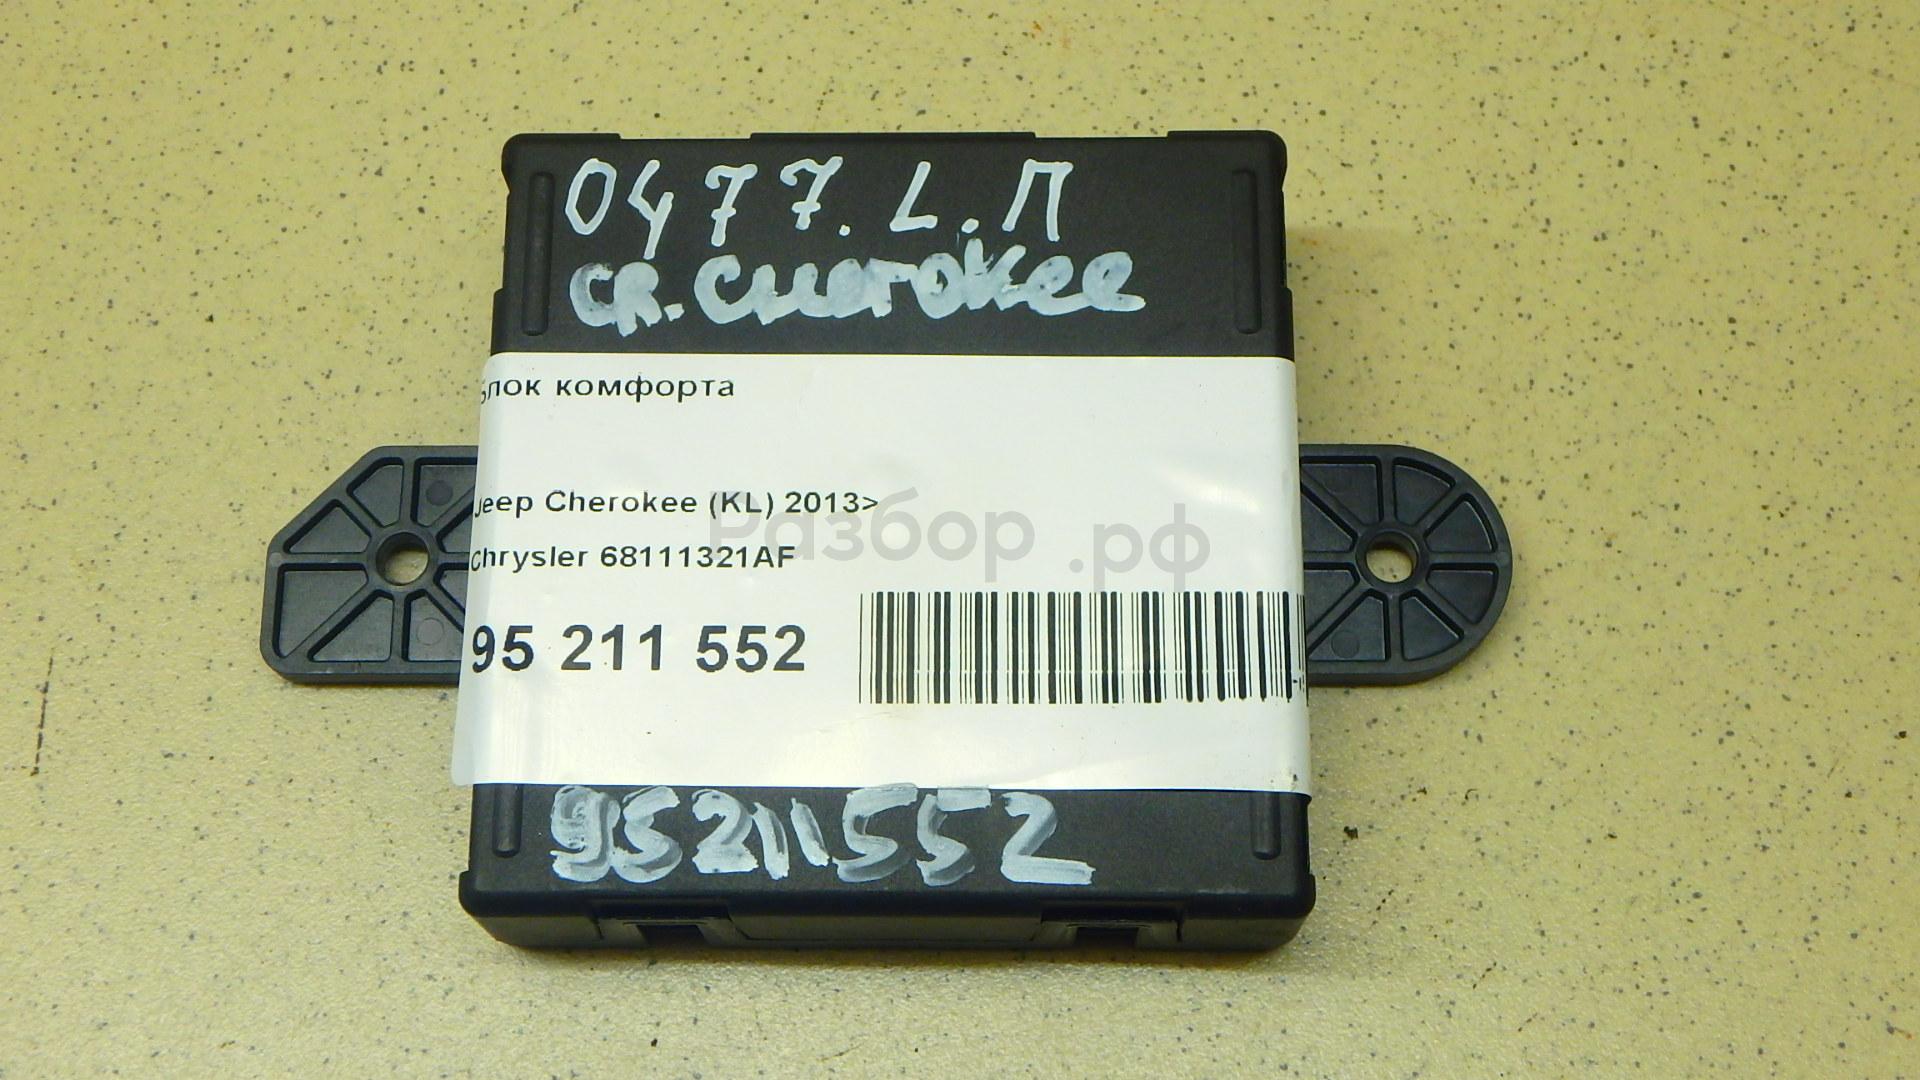 0477.L.П
CR.Cherokee
Блок комфорта
Jeep Cherokee (KL) 2013>
Chrysler 68111321AF
Разбор.рф
95 211 552
95211552